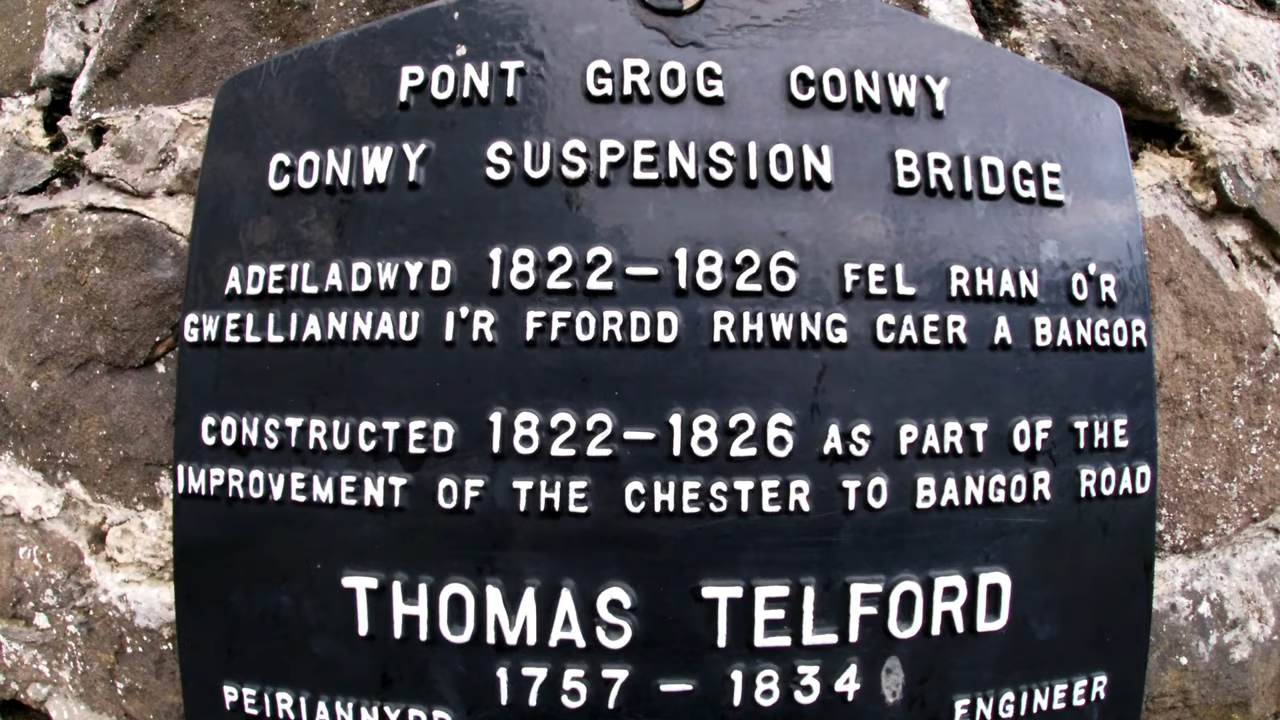 PONT GROG CONWY
CONWY SUSPENSION BRIDGE
ADEILADWYD 1822–1826 FEL RHAN O'R
GWELLIANNAU I'R FFORDD RHWNG CAER A BANGOR
CONSTRUCTED 1822–1826 AS PART OF THE
IMPROVEMENT OF THE CHESTER TO BANGOR ROAD
THOMAS TELFORD
1757 – 1834
PEIRIANNYDD ENGINEER